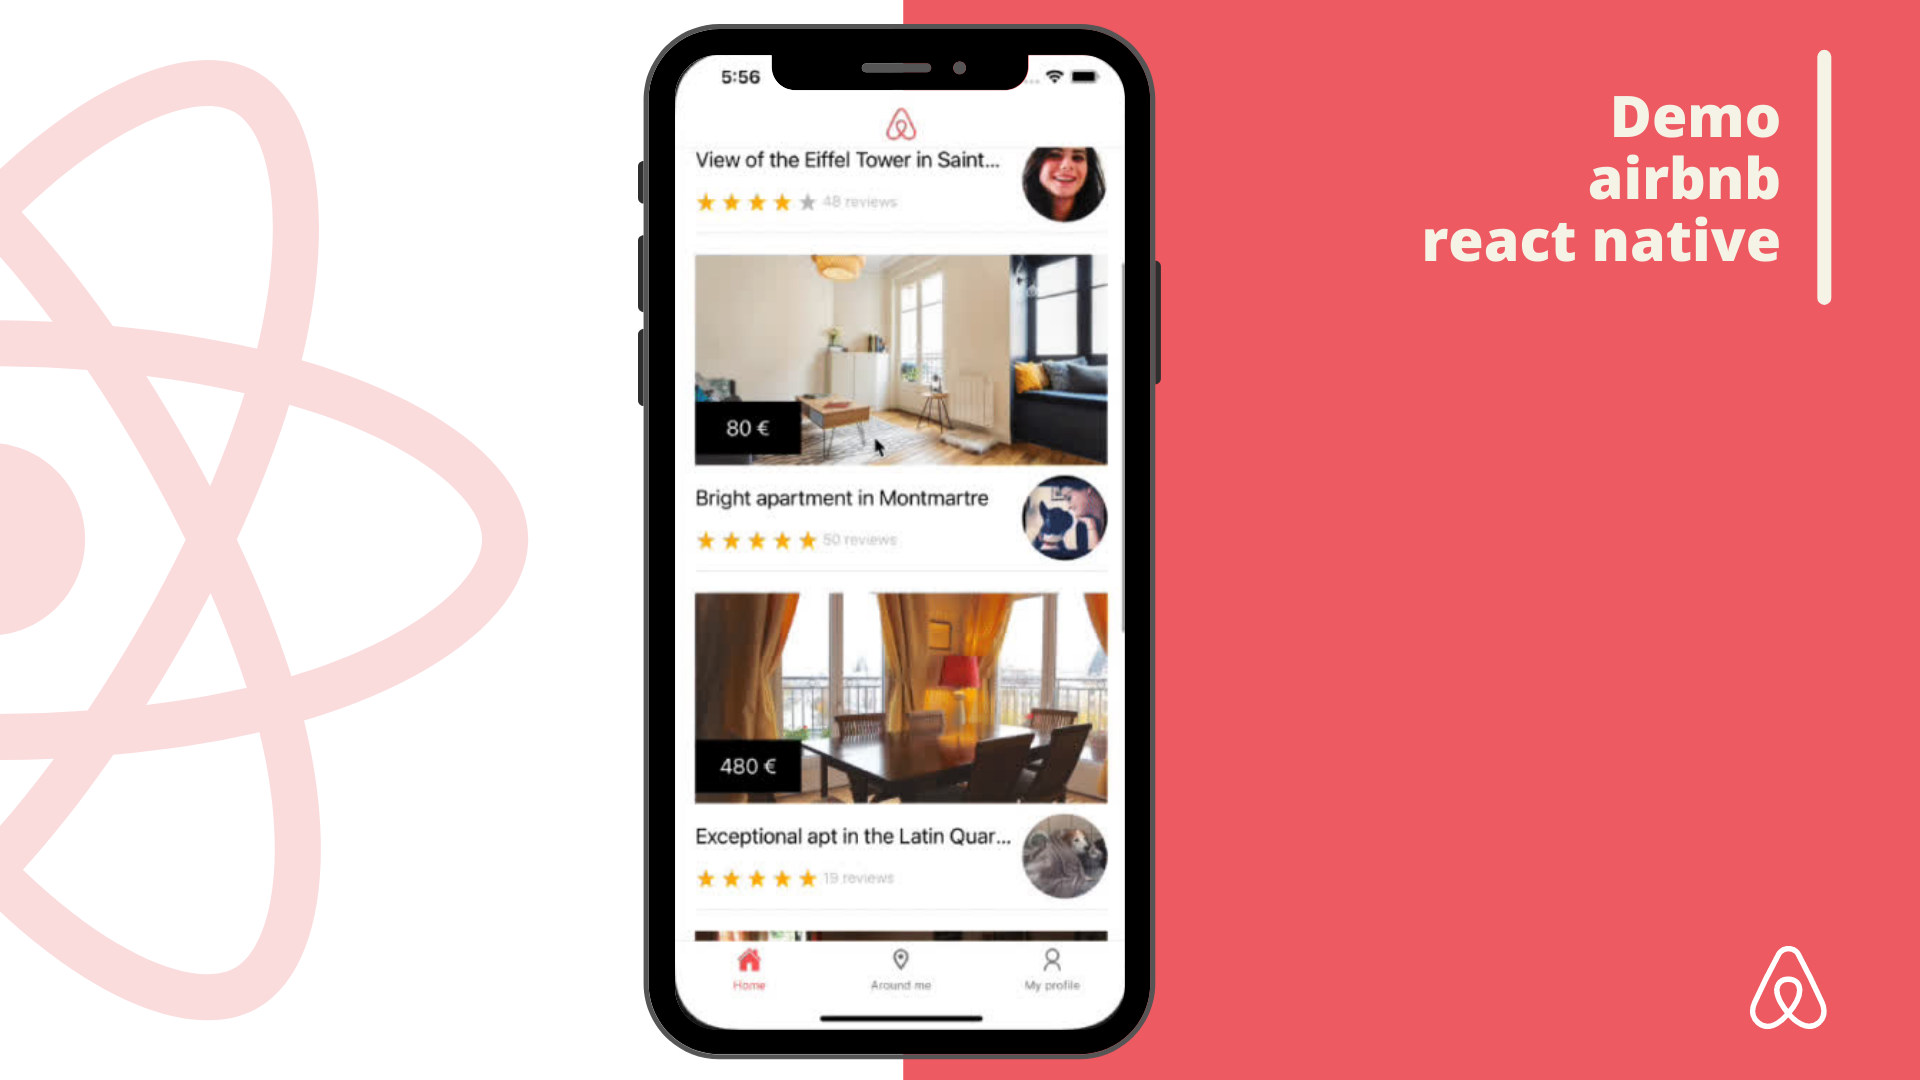 5:56
View of the Eiffel Tower in Saint...
48 reviews
80 €
Bright apartment in Montmartre
50 reviews
480 €
Exceptional apt in the Latin Quar...
19 reviews
Home
Around me
My profile
Demo
airbnb
react native